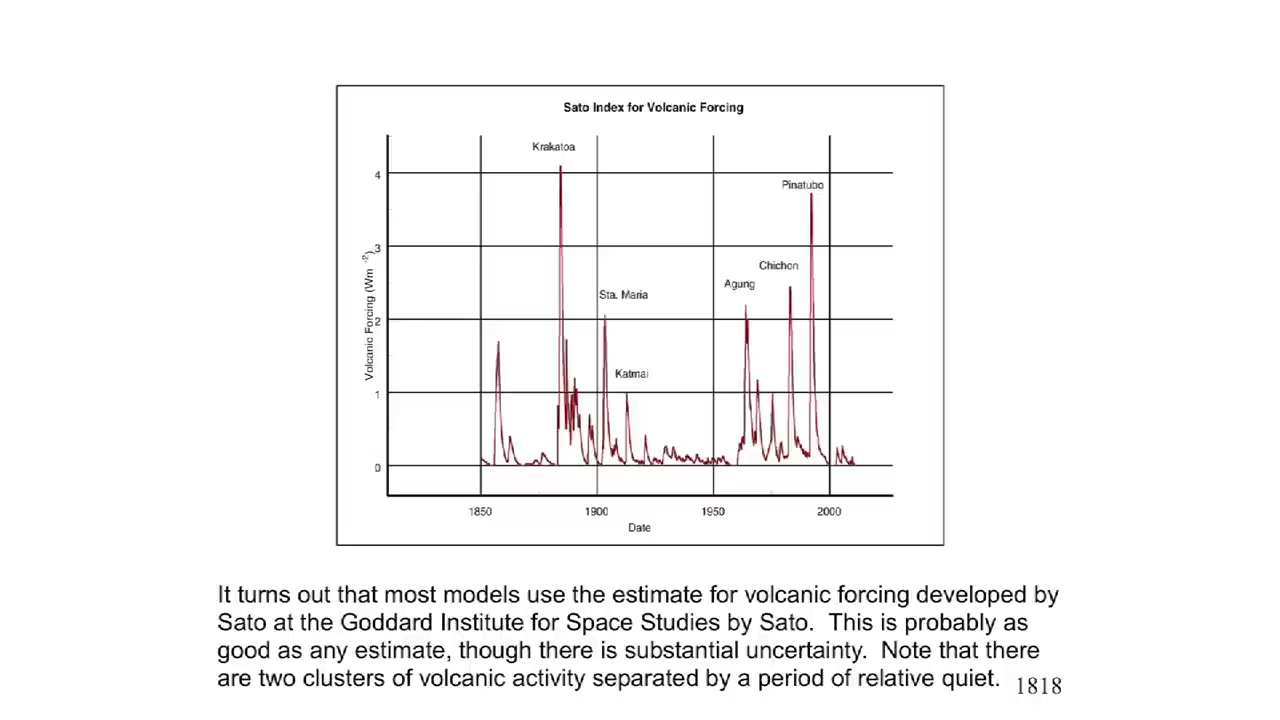 Sato Index for Volcanic Forcing
Krakatoa
4
Pinatubo
3
Chichon
Agung
Sta. Maria
2
Volcanic Forcing (Wm -2)
Katmai
1
0
1850 1900 1950 2000
Date
It turns out that most models use the estimate for volcanic forcing developed by
Sato at the Goddard Institute for Space Studies by Sato. This is probably as
good as any estimate, though there is substantial uncertainty. Note that there
are two clusters of volcanic activity separated by a period of relative quiet.
1818